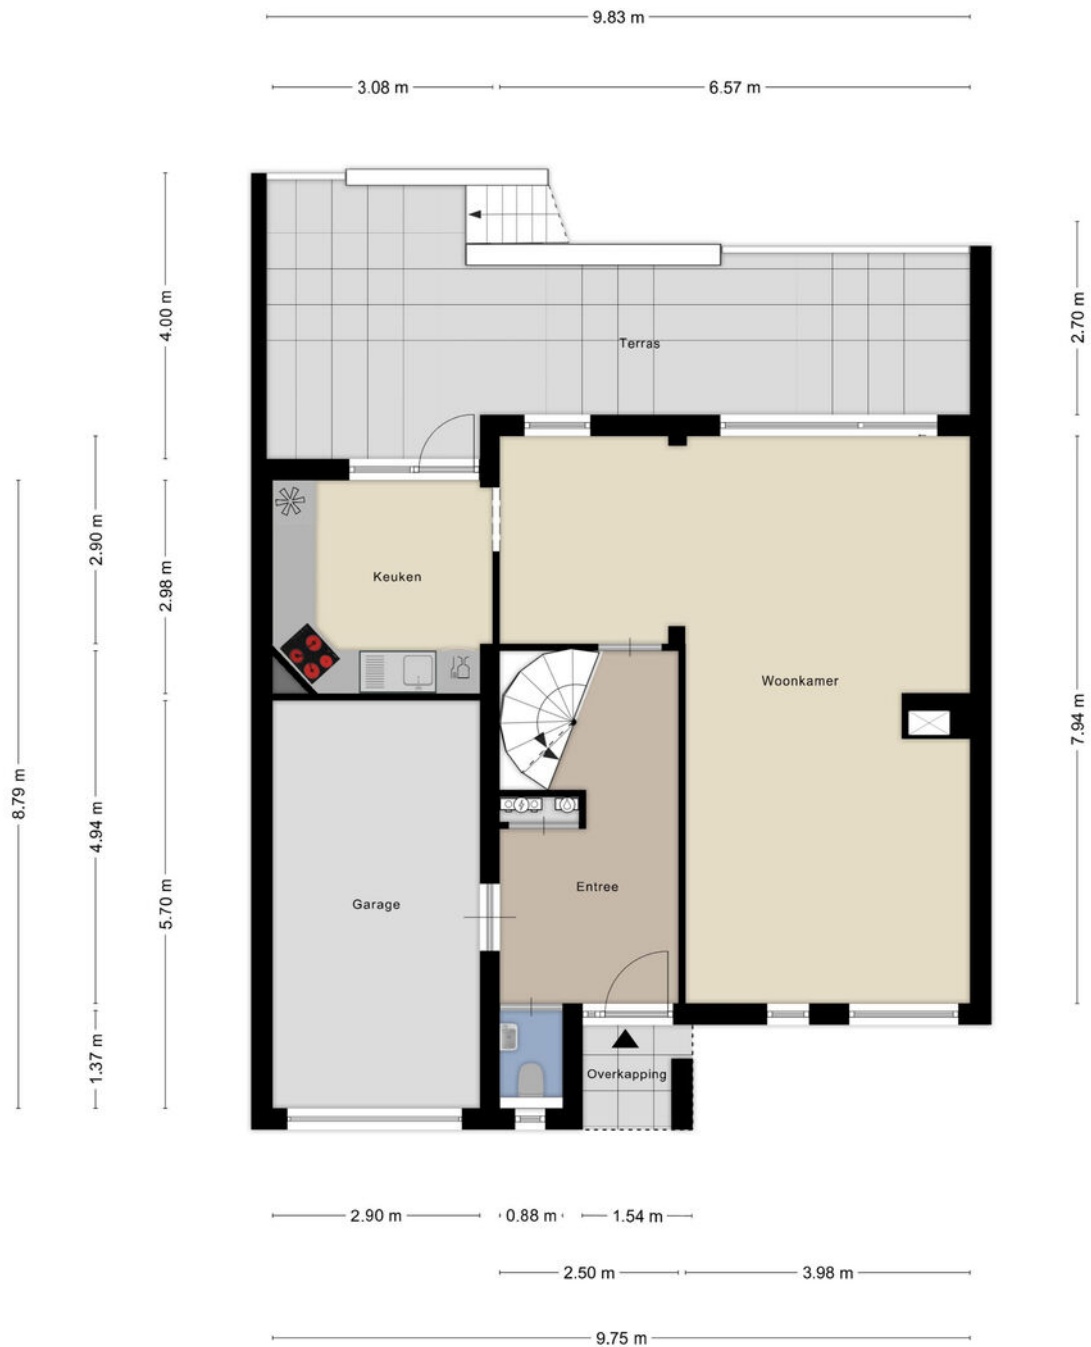 9.83 m
3.08 m
6.57 m
4.00 m
2.70 m
Terras
2.90 m
2.98 m
Keuken
Woonkamer
7.94 m
8.79 m
4.94 m
5.70 m
Garage
Entree
1.37 m
Overkapping
2.90 m
0.88 m
1.54 m
2.50 m
3.98 m
9.75 m